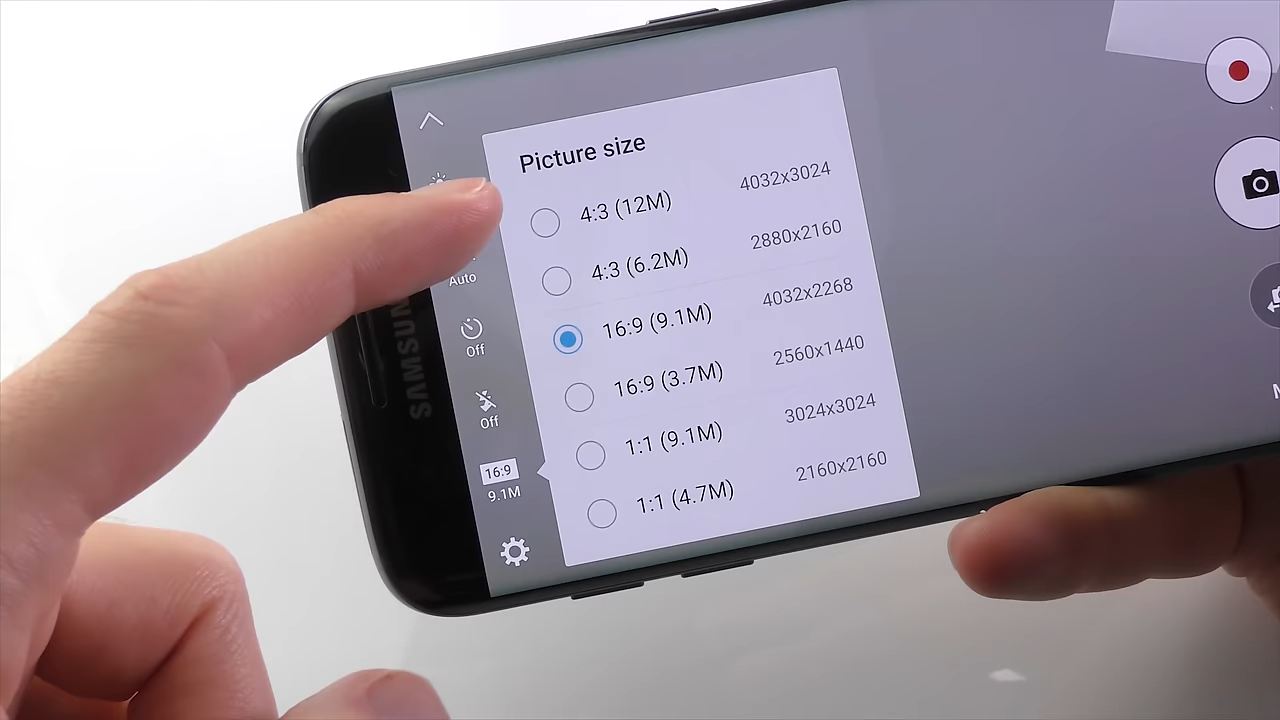 Picture size
4:3 (12M) 4032x3024
4:3 (6.2M) 2880x2160
16:9 (9.1M) 4032x2268
16:9 (3.7M) 2560x1440
1:1 (9.1M) 3024x3024
1:1 (4.7M) 2160x2160
Auto
Off
Off
16:9
9.1M
SAMSUNG